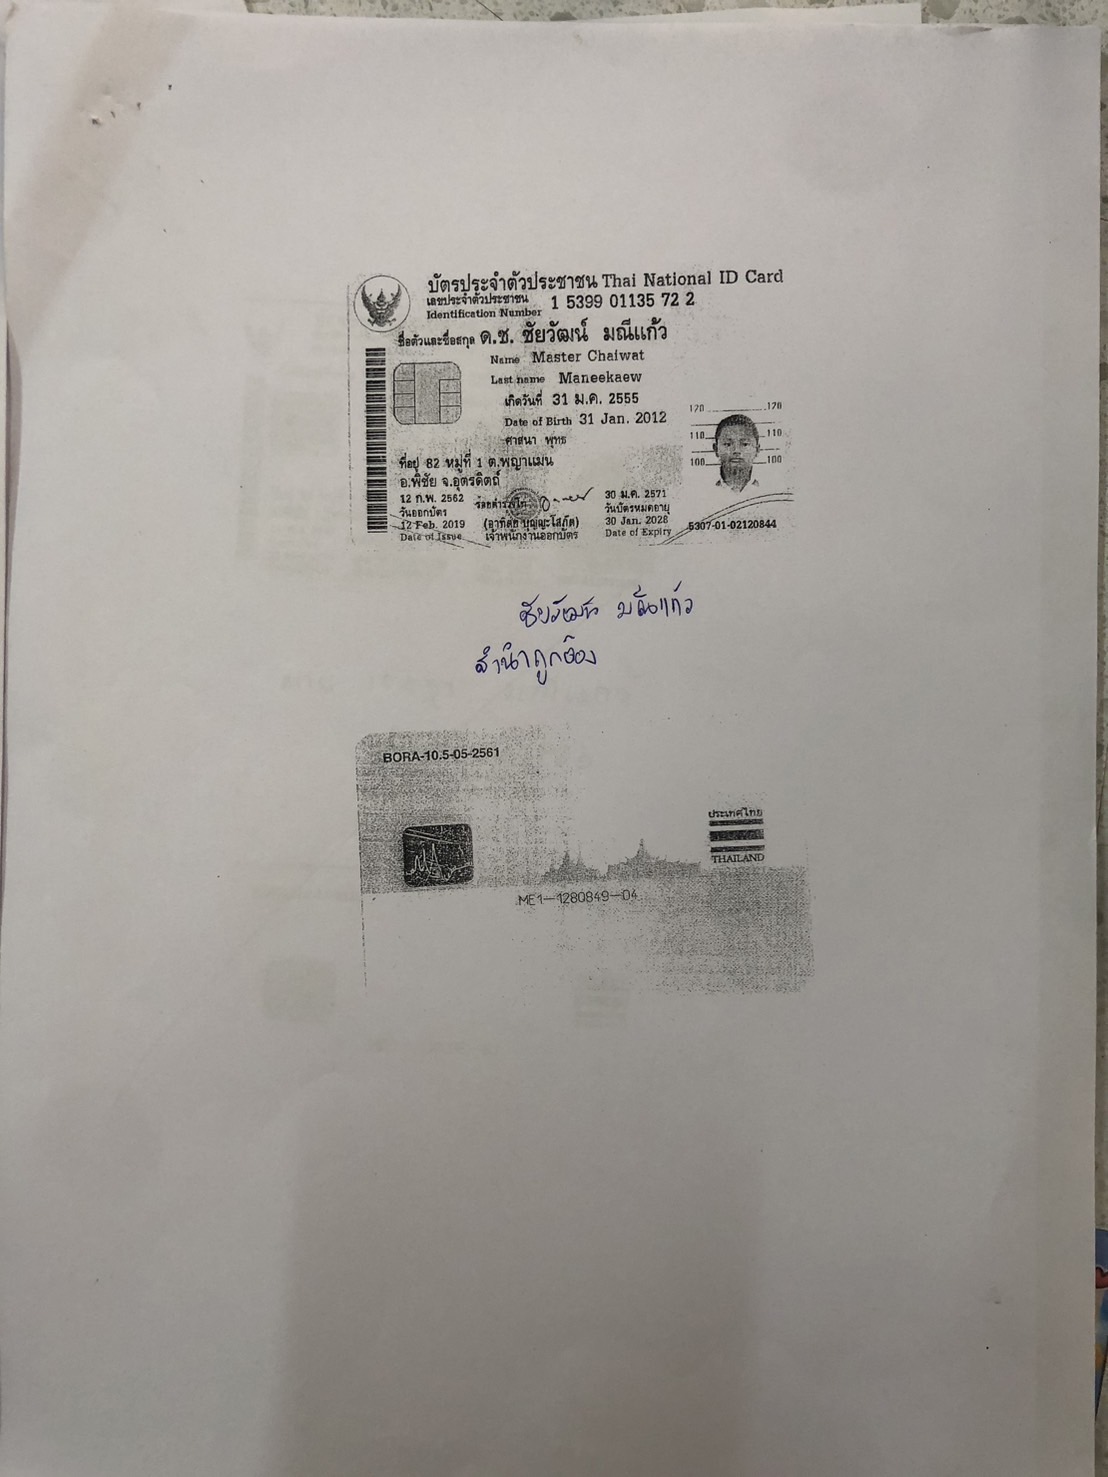 บัตรประจำตัวประชาชน Thai National ID Card
เลขประจำตัวประชาชน
Identification Number
1 5399 01135 72 2
ชื่อตัวและชื่อสกุล ด.ช. ชัยวัฒน์ มณีแก้ว
Name Master Chaiwat
Last name Maneekaew
เกิดวันที่ 31 ม.ค. 2555
Date of Birth 31 Jan. 2012
ศาสนา พุทธ
ที่อยู่ 82 หมู่ที่ 1 ต.พญาแมน
อ.พิชัย จ.อุตรดิตถ์
120 120
110 110
100 100
12 ก.พ. 2562
วันออกบัตร
12 Feb. 2019
Date of Issue
เจ้าพนักงานออกบัตร
30 ม.ค. 2571
วันบัตรหมดอายุ
30 Jan. 2028
Date of Expiry
5307-01-02120844
ชัยวัฒน์ มณีแก้ว
สำเนาถูกต้อง
BORA-10.5-05-2561
ประเทศไทย
THAILAND
ME1-1280849-04